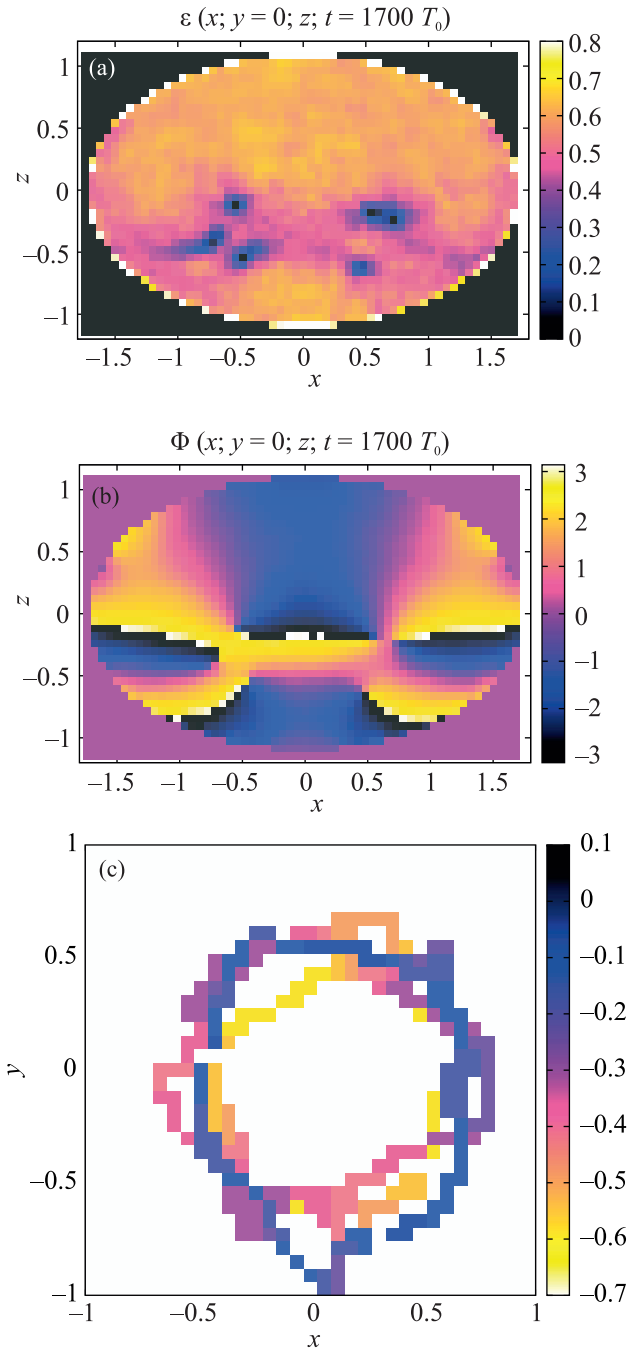 ε (x; y = 0; z; t = 1700 T₀)
(a)
1
0.5
0
−0.5
−1
z
−1.5 −1 −0.5 0 0.5 1 1.5
x
0.8
0.7
0.6
0.5
0.4
0.3
0.2
0.1
0
Φ (x; y = 0; z; t = 1700 T₀)
(b)
1
0.5
0
−0.5
−1
z
−1.5 −1 −0.5 0 0.5 1 1.5
x
3
2
1
0
−1
−2
−3
(c)
1
0.5
0
−0.5
−1
y
−1 −0.5 0 0.5 1
x
0.1
0
−0.1
−0.2
−0.3
−0.4
−0.5
−0.6
−0.7